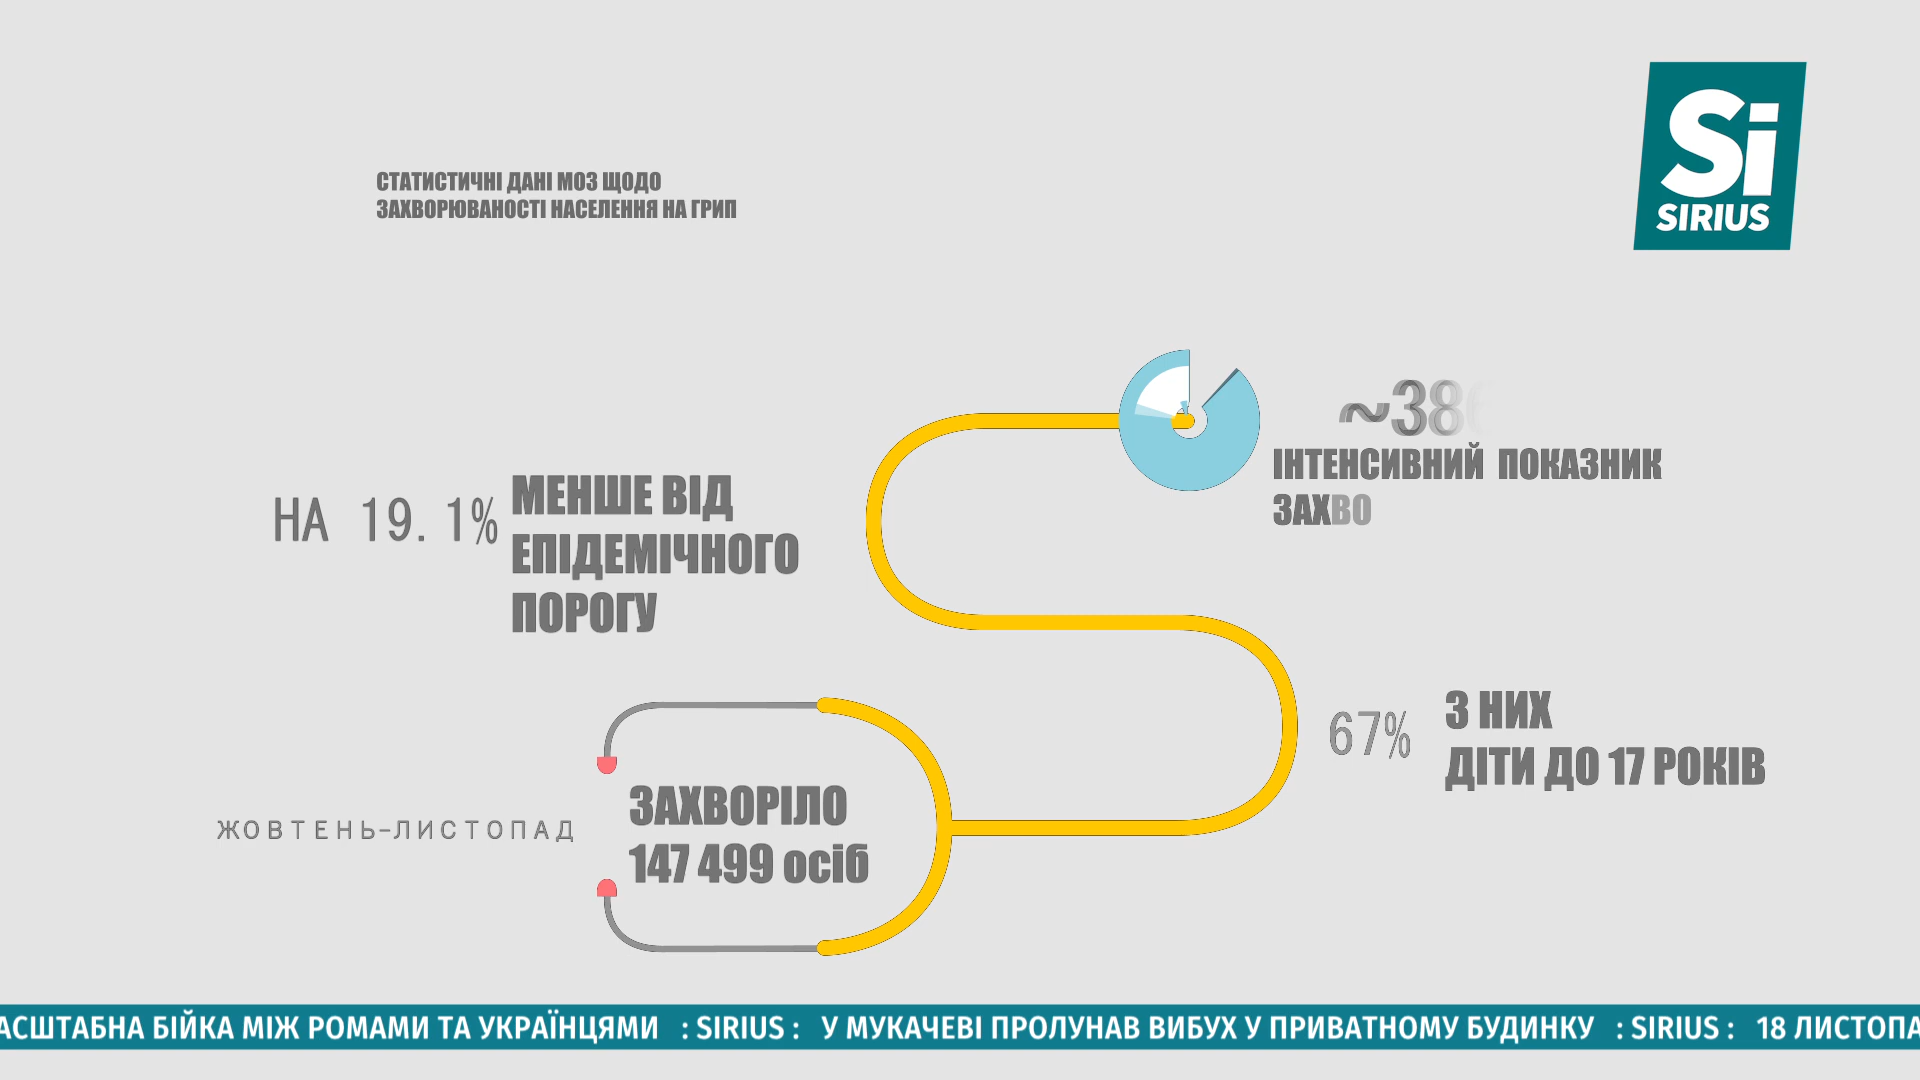 СТАТИСТИЧНІ ДАНІ МОЗ ЩОДО
ЗАХВОРЮВАНОСТІ НАСЕЛЕННЯ НА ГРИП
Si
SIRIUS
~386
ІНТЕНСИВНИЙ ПОКАЗНИК
ЗАХВО
НА 19.1%
МЕНШЕ ВІД
ЕПІДЕМІЧНОГО
ПОРОГУ
67%
З НИХ
ДІТИ ДО 17 РОКІВ
ЖОВТЕНЬ-ЛИСТОПАД
ЗАХВОРІЛО
147 499 осіб
АСШТАБНА БІЙКА МІЖ РОМАМИ ТА УКРАЇНЦЯМИ : SIRIUS : У МУКАЧЕВІ ПРОЛУНАВ ВИБУХ У ПРИВАТНОМУ БУДИНКУ : SIRIUS : 18 ЛИСТОПА